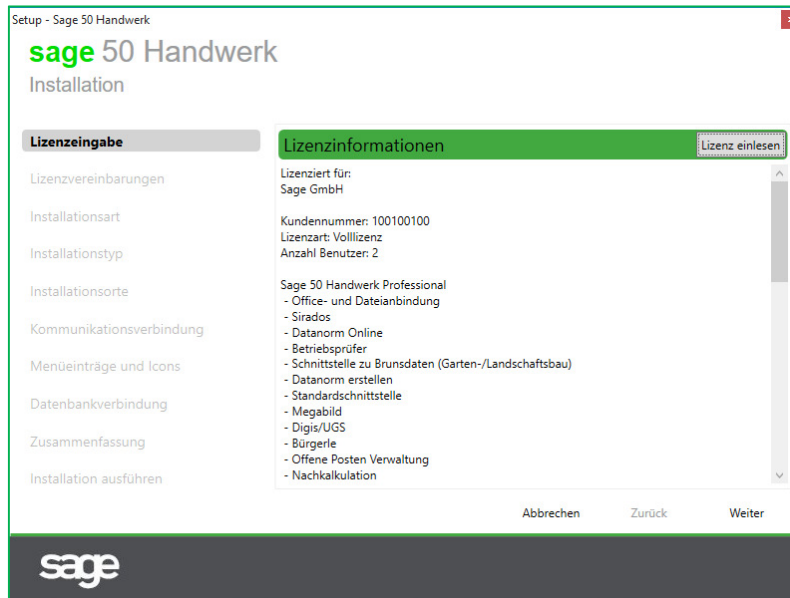 Setup - Sage 50 Handwerk
sage 50 Handwerk
Installation
Lizenzeingabe
Lizenzvereinbarungen
Installationsart
Installationstyp
Installationsorte
Kommunikationsverbindung
Menüeinträge und Icons
Datenbankverbindung
Zusammenfassung
Installation ausführen
Lizenzinformationen
Lizenz einlesen
Lizenziert für:
Sage GmbH
Kundennummer: 100100100
Lizenzart: Volllizenz
Anzahl Benutzer: 2
Sage 50 Handwerk Professional
- Office- und Dateianbindung
- Sirados
- Datanorm Online
- Betriebsprüfer
- Schnittstelle zu Brunsdaten (Garten-/Landschaftsbau)
- Datanorm erstellen
- Standardschnittstelle
- Megabild
- Digis/UGS
- Bürgerle
- Offene Posten Verwaltung
- Nachkalkulation
Abbrechen
Zurück
Weiter
sage